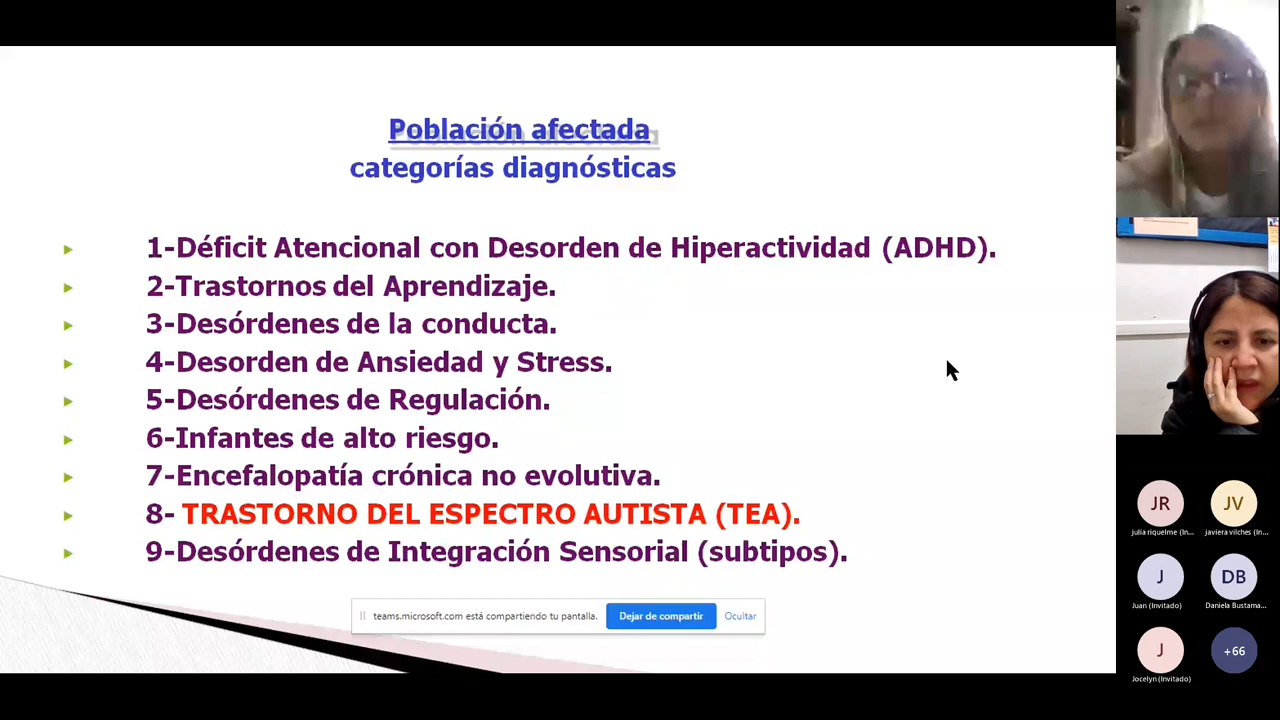 Población afectada
categorías diagnósticas
1-Déficit Atencional con Desorden de Hiperactividad (ADHD).
2-Trastornos del Aprendizaje.
3-Desórdenes de la conducta.
4-Desorden de Ansiedad y Stress.
5-Desórdenes de Regulación.
6-Infantes de alto riesgo.
7-Encefalopatía crónica no evolutiva.
8- TRASTORNO DEL ESPECTRO AUTISTA (TEA).
9-Desórdenes de Integración Sensorial (subtipos).
teams.microsoft.com está compartiendo tu pantalla. Dejar de compartir Ocultar
JR JV
julia riquelme (In... javiera vilches (In...
J DB
Juan (Invitado) Daniela Bustama...
J +66
Jocelyn (Invitado)